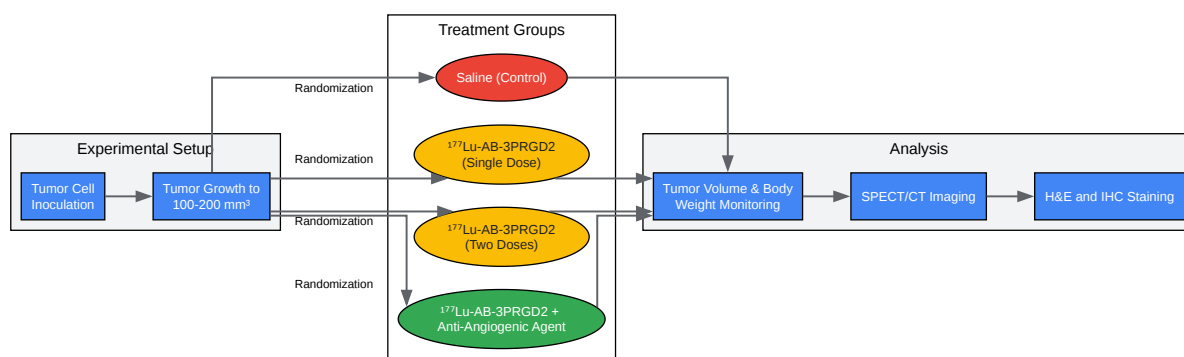 Treatment Groups
Saline (Control)
Randomization
Experimental Setup
Tumor Cell
Inoculation
Tumor Growth to
100-200 mm³
Randomization
¹⁷⁷Lu-AB-3PRGD2
(Single Dose)
Randomization
¹⁷⁷Lu-AB-3PRGD2
(Two Doses)
Randomization
¹⁷⁷Lu-AB-3PRGD2 +
Anti-Angiogenic Agent
Analysis
Tumor Volume & Body
Weight Monitoring
SPECT/CT Imaging
H&E and IHC Staining